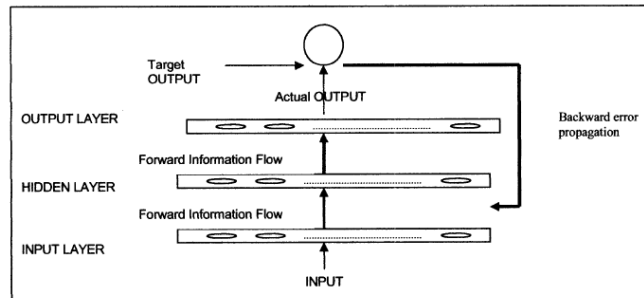 Target
OUTPUT
Actual OUTPUT
OUTPUT LAYER
Backward error
propagation
Forward Information Flow
HIDDEN LAYER
Forward Information Flow
INPUT LAYER
INPUT